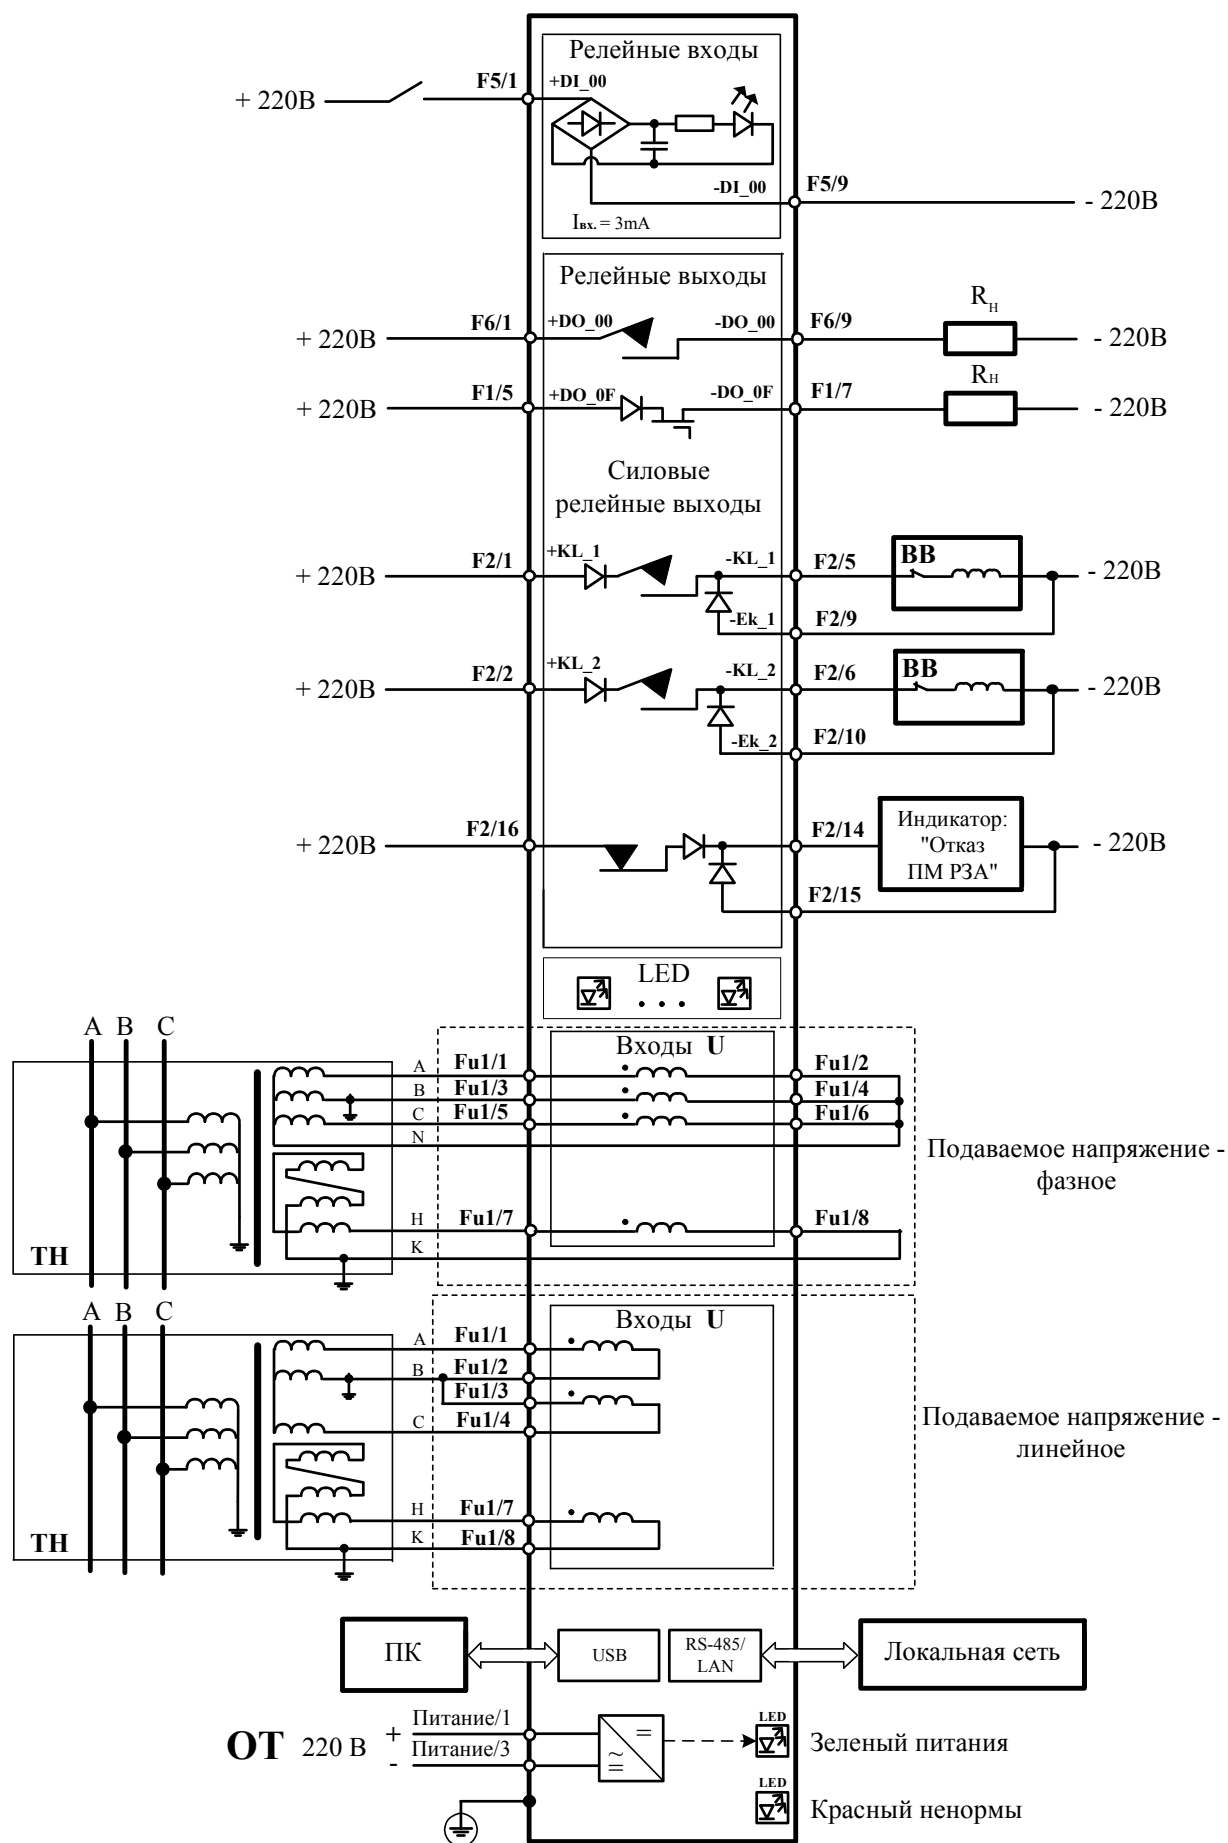 Релейные входы
+ 220В
F5/1
+DI_00
-DI_00
F5/9
- 220В
Iвх. = 3mA
Релейные выходы
+ 220В
F6/1
+DO_00
-DO_00
F6/9
RН
- 220В
+ 220В
F1/5
+DO_0F
-DO_0F
F1/7
RН
- 220В
Силовые
релейные выходы
+ 220В
F2/1
+KL_1
-KL_1
F2/5
ВВ
- 220В
-Ek_1
F2/9
+ 220В
F2/2
+KL_2
-KL_2
F2/6
ВВ
- 220В
-Ek_2
F2/10
+ 220В
F2/16
F2/14
Индикатор:
"Отказ
ПМ РЗА"
- 220В
F2/15
LED
. . .
A B C
Входы U
A
Fu1/1
Fu1/2
B
Fu1/3
Fu1/4
C
Fu1/5
Fu1/6
N
Подаваемое напряжение -
фазное
H
Fu1/7
Fu1/8
K
ТН
A B C
Входы U
A
Fu1/1
B
Fu1/2
Fu1/3
C
Fu1/4
Подаваемое напряжение -
линейное
H
Fu1/7
K
Fu1/8
ТН
ПК
USB
RS-485/
LAN
Локальная сеть
ОТ 220 В
+
Питание/1
-
Питание/3
=
~
=
LED
Зеленый питания
LED
Красный ненормы